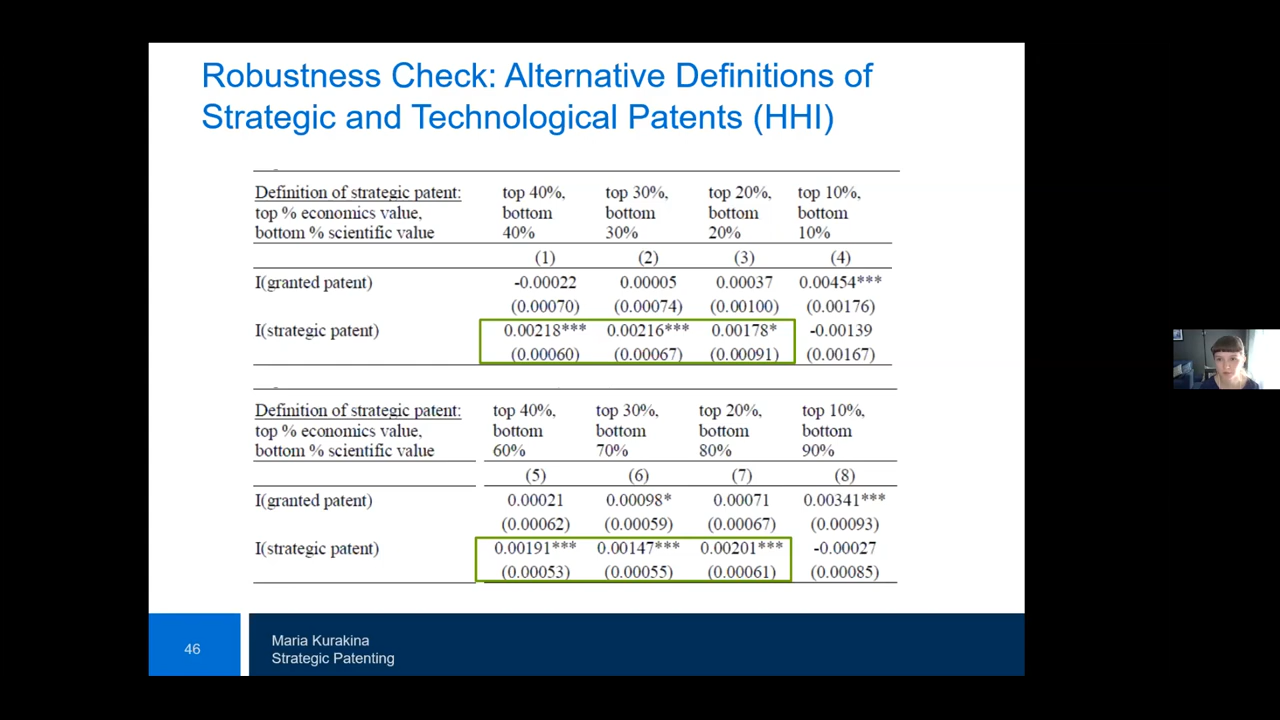 Robustness Check: Alternative Definitions of
Strategic and Technological Patents (HHI)
Definition of strategic patent: top 40%, top 30%, top 20%, top 10%,
top % economics value, bottom bottom bottom bottom
bottom % scientific value 40% 30% 20% 10%
(1) (2) (3) (4)
I(granted patent) -0.00022 0.00005 0.00037 0.00454***
(0.00070) (0.00074) (0.00100) (0.00176)
I(strategic patent) 0.00218*** 0.00216*** 0.00178* -0.00139
(0.00060) (0.00067) (0.00091) (0.00167)
Definition of strategic patent: top 40%, top 30%, top 20%, top 10%,
top % economics value, bottom bottom bottom bottom
bottom % scientific value 60% 70% 80% 90%
(5) (6) (7) (8)
I(granted patent) 0.00021 0.00098* 0.00071 0.00341***
(0.00062) (0.00059) (0.00067) (0.00093)
I(strategic patent) 0.00191*** 0.00147*** 0.00201*** -0.00027
(0.00053) (0.00055) (0.00061) (0.00085)
46
Maria Kurakina
Strategic Patenting